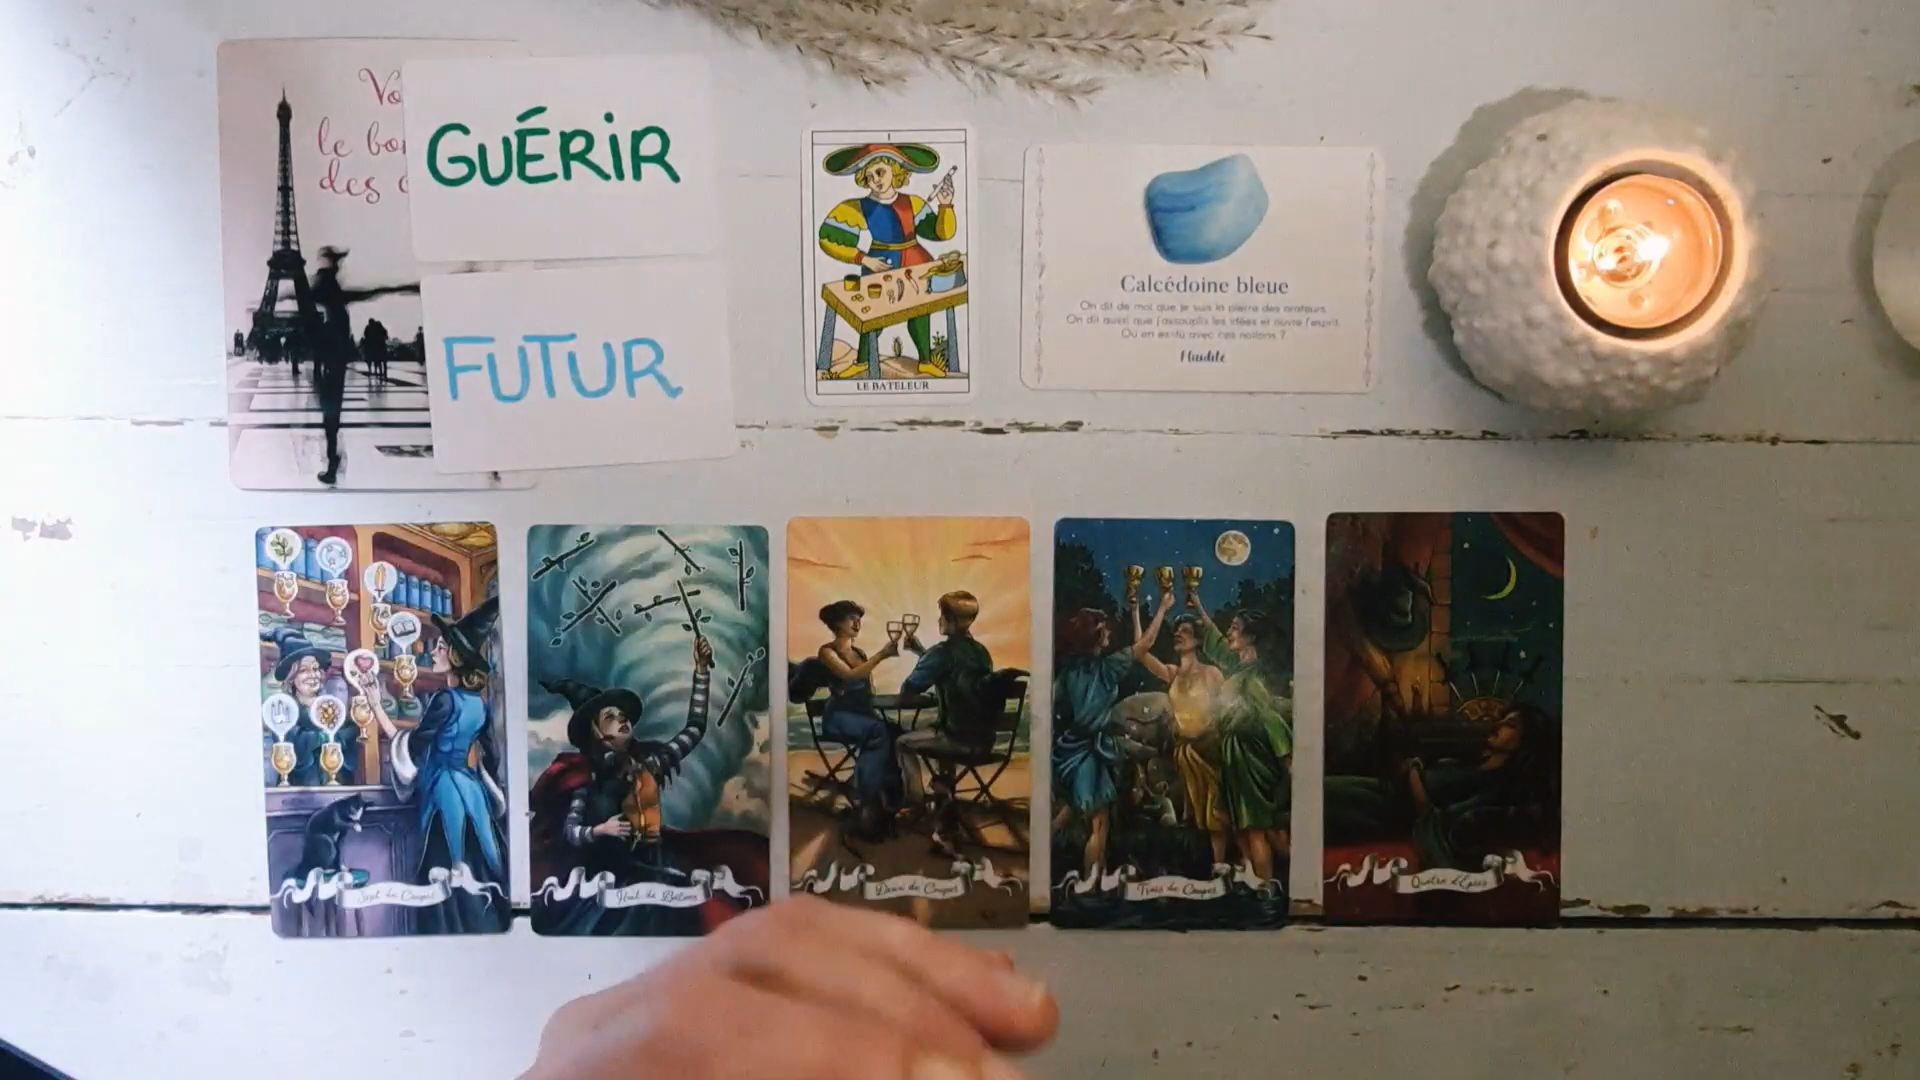 Vo
le bo
des
GUÉRIR
FUTUR
I
LE BATELEUR
Calcédoine bleue
On dit de moi que je suis la pierre des orateurs.
On dit aussi que j'assouplis les idées et ouvre l'esprit.
Où en es-tu avec ces notions ?
Fluidité
Sept de Coupes
Huit de Bâtons
Deux de Coupes
Trois de Coupes
Quatre d'Épées